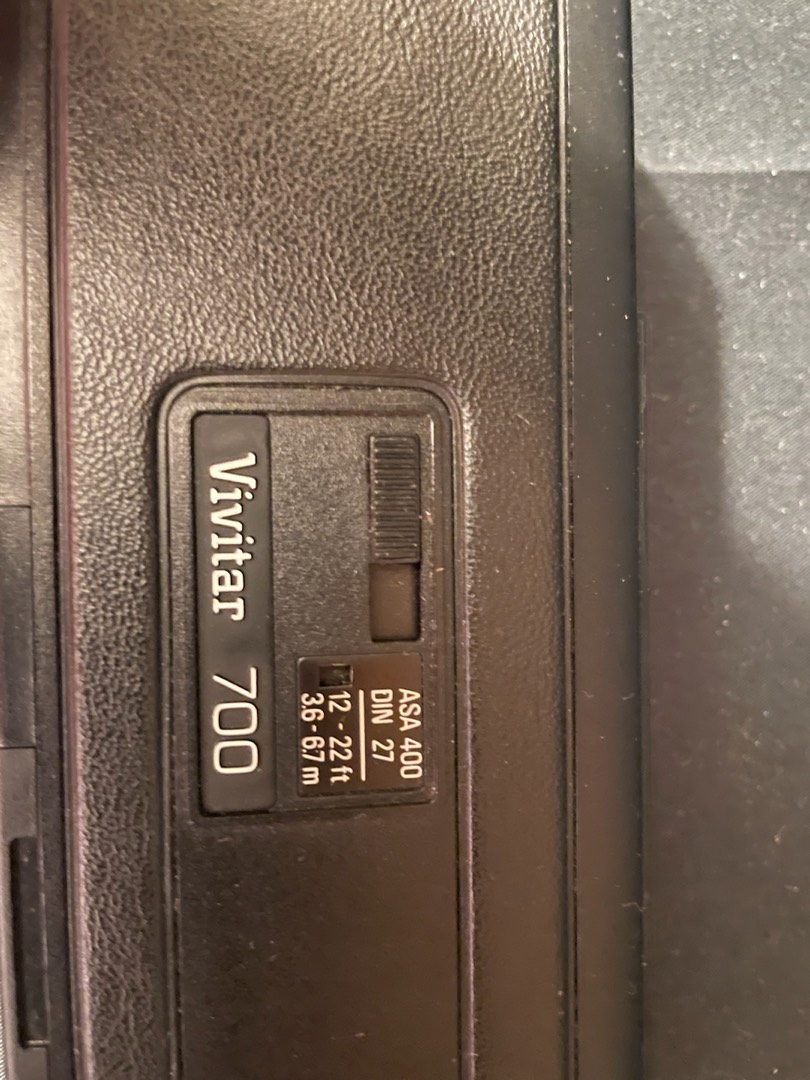 Vivitar 700
ASA 400
DIN 27
12 - 22 ft
3.6 - 6.7 m